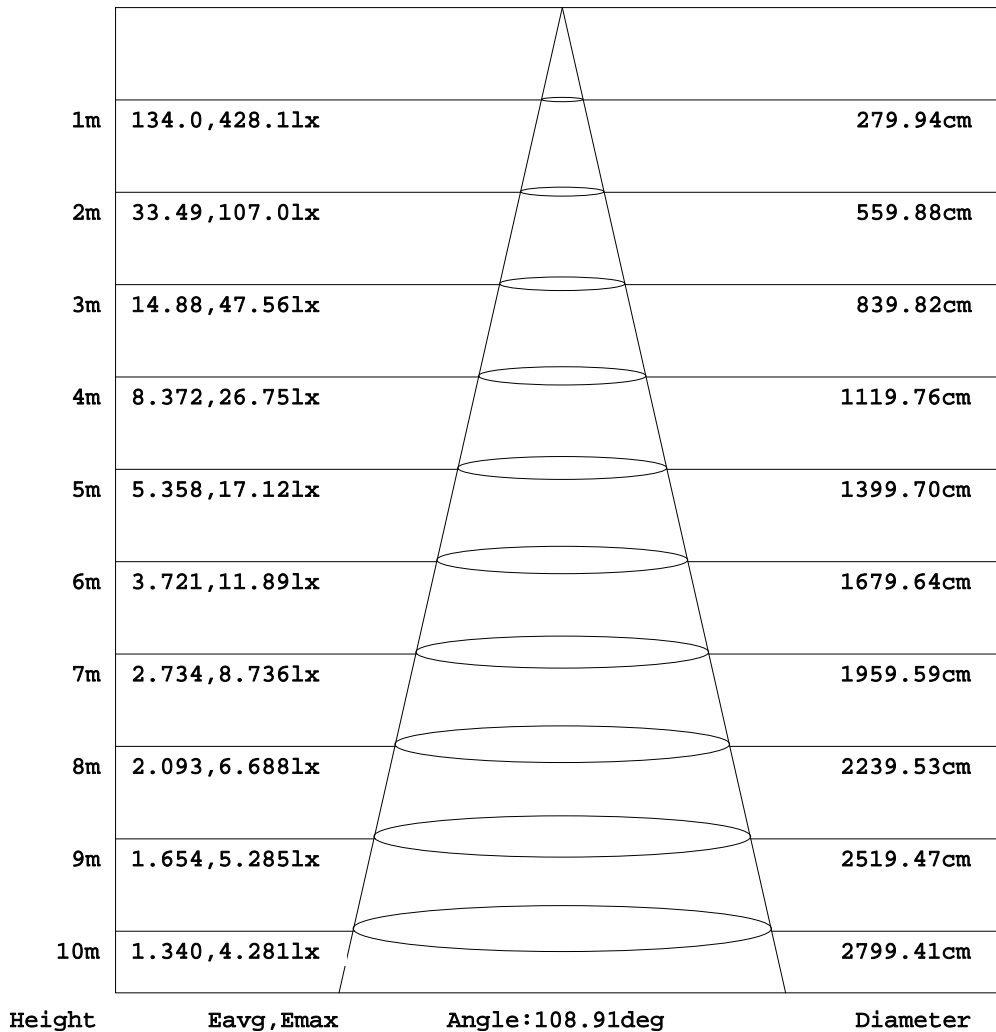 1m 134.0,428.1lx 279.94cm
2m 33.49,107.0lx 559.88cm
3m 14.88,47.56lx 839.82cm
4m 8.372,26.75lx 1119.76cm
5m 5.358,17.12lx 1399.70cm
6m 3.721,11.89lx 1679.64cm
7m 2.734,8.736lx 1959.59cm
8m 2.093,6.688lx 2239.53cm
9m 1.654,5.285lx 2519.47cm
10m 1.340,4.281lx 2799.41cm
Height Eavg,Emax Angle:108.91deg Diameter